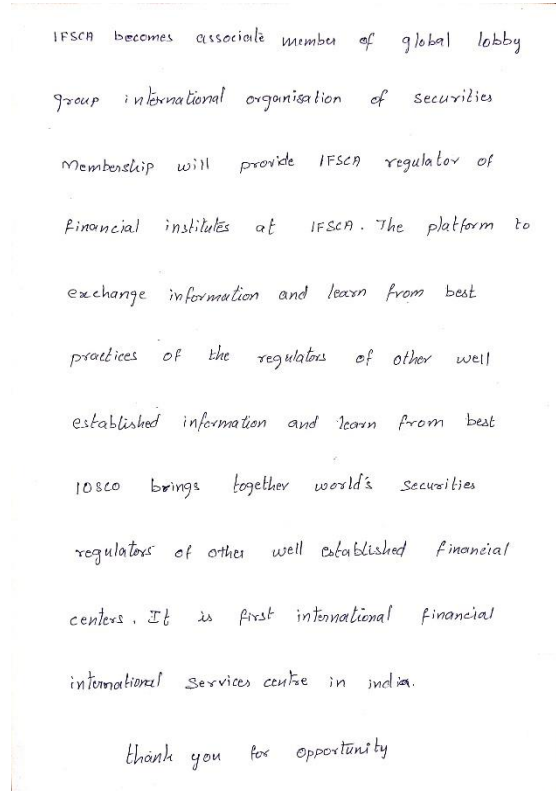 IFSCA becomes associate member of global lobby
group international organisation of securities
Membership will provide IFSCA regulator of
financial institutes at IFSCA. The platform to
exchange information and learn from best
practices of the regulators of other well
established information and learn from best
IOSCO brings together world's securities
regulators of other well established financial
centers. It is first international financial
international services centre in india.
thank you for opportunity